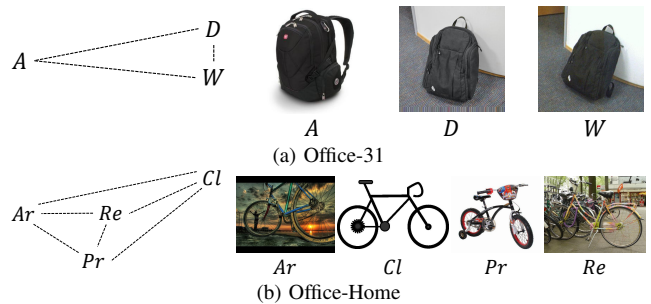 D
A
W
A D W
(a) Office-31
Cl
Ar Re
Pr
Ar Cl Pr Re
(b) Office-Home